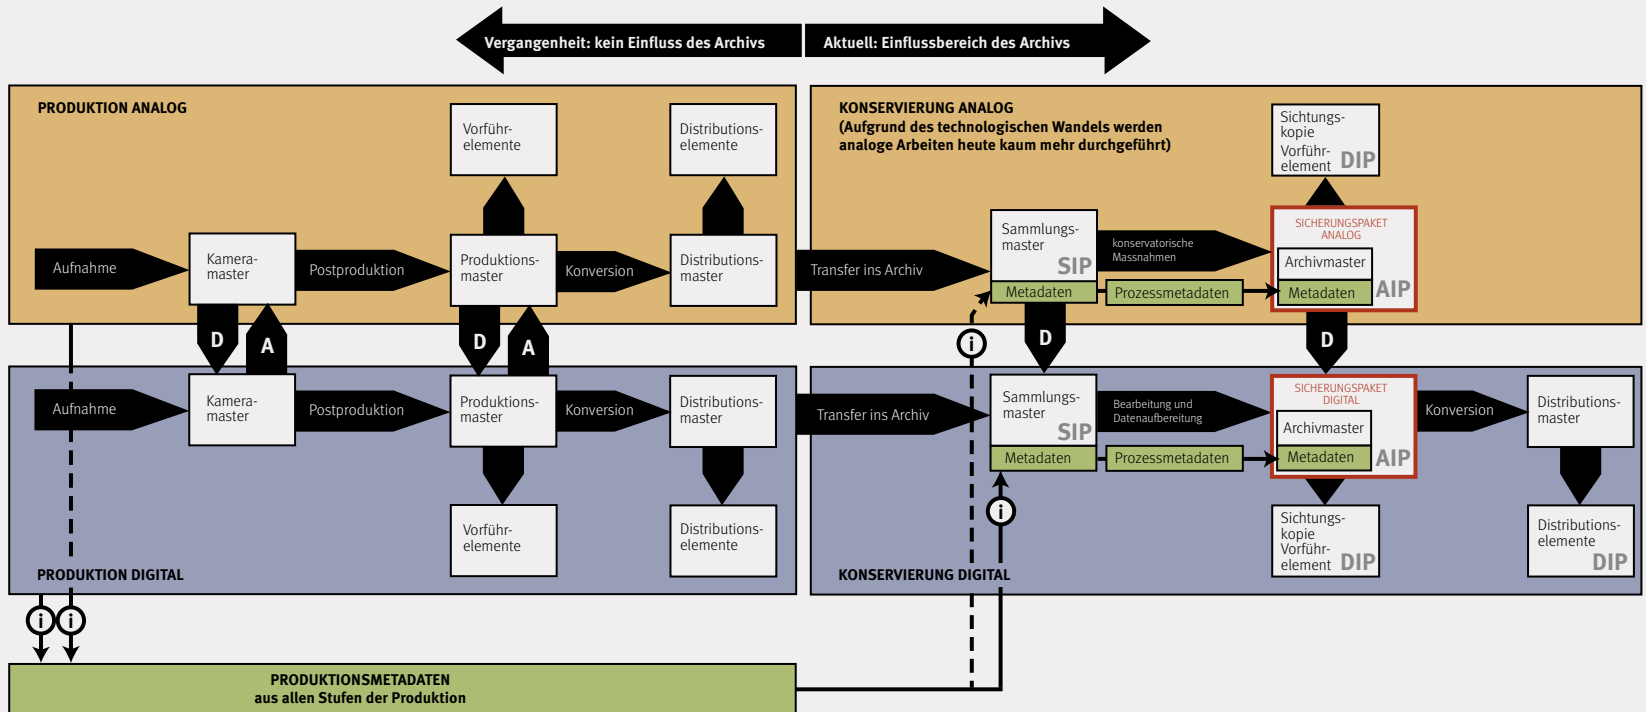 Vergangenheit: kein Einfluss des Archivs
Aktuell: Einflussbereich des Archivs
PRODUKTION ANALOG
Vorführ-
elemente
Distributions-
elemente
Aufnahme
Kamera-
master
Postproduktion
Produktions-
master
Konversion
Distributions-
master
D
A
D
A
KONSERVIERUNG ANALOG
(Aufgrund des technologischen Wandels werden
analoge Arbeiten heute kaum mehr durchgeführt)
Sichtungs-
kopie
Vorführ-
element DIP
Transfer ins Archiv
Sammlungs-
master
SIP
Metadaten
konservatorische
Massnahmen
Prozessmetadaten
SICHERUNGSPAKET
ANALOG
Archivmaster
Metadaten
AIP
i
D
D
Aufnahme
Kamera-
master
Postproduktion
Produktions-
master
Konversion
Distributions-
master
Vorführ-
elemente
Distributions-
elemente
PRODUKTION DIGITAL
Transfer ins Archiv
Sammlungs-
master
SIP
Metadaten
Bearbeitung und
Datenaufbereitung
Prozessmetadaten
SICHERUNGSPAKET
DIGITAL
Archivmaster
Metadaten
AIP
Konversion
Distributions-
master
i
Sichtungs-
kopie
Vorführ-
element DIP
Distributions-
elemente
DIP
KONSERVIERUNG DIGITAL
i
i
PRODUKTIONSMETADATEN
aus allen Stufen der Produktion